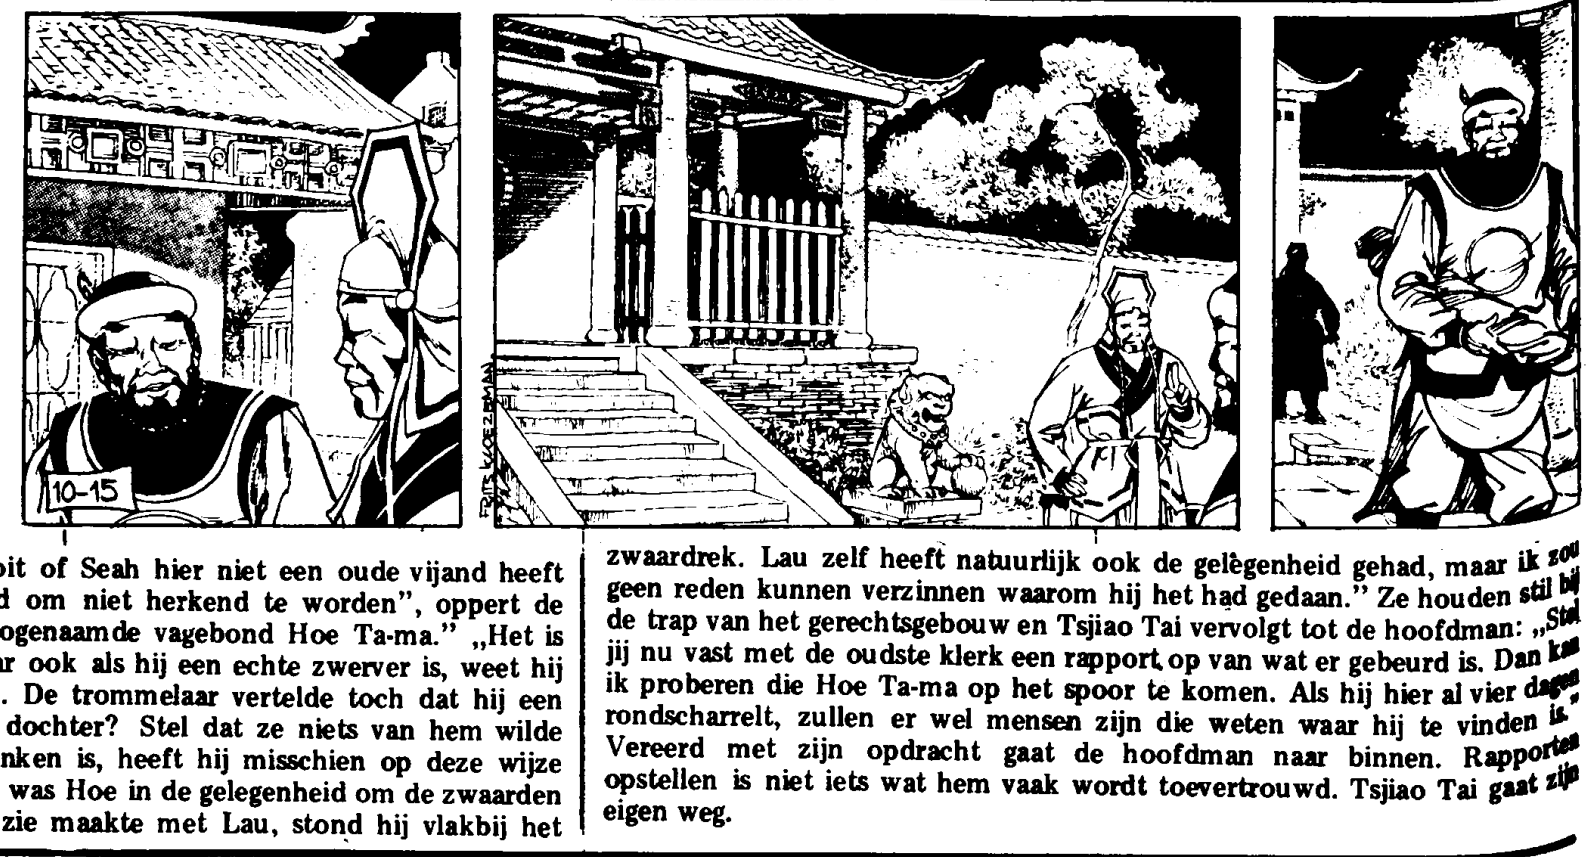 10-15
FRITS KLOEZEMAN
of Seah hier niet een oude vijand heeft
om niet herkend te worden”, oppert de
vagebond Hoe Ta-ma.” „Het is
ook als hij een echte zwerver is, weet hij
. De trommelaar vertelde toch dat hij een
dochter? Stel dat ze niets van hem wilde
is, heeft hij misschien op deze wijze
was Hoe in de gelegenheid om de zwaarden
zie maakte met Lau, stond hij vlakbij het
zwaardrek. Lau zelf heeft natuurlijk ook de gelegenheid gehad, maar ik zou
geen reden kunnen verzinnen waarom hij het had gedaan.” Ze houden stil bij
de trap van het gerechtsgebouw en Tsjiao Tai vervolgt tot de hoofdman: „Stel
jij nu vast met de oudste klerk een rapport op van wat er gebeurd is. Dan kan
ik proberen die Hoe Ta-ma op het spoor te komen. Als hij hier al vier dagen
rondscharrelt, zullen er wel mensen zijn die weten waar hij te vinden is.”
Vereerd met zijn opdracht gaat de hoofdman naar binnen. Rapporten
opstellen is niet iets wat hem vaak wordt toevertrouwd. Tsjiao Tai gaat zijn
eigen weg.